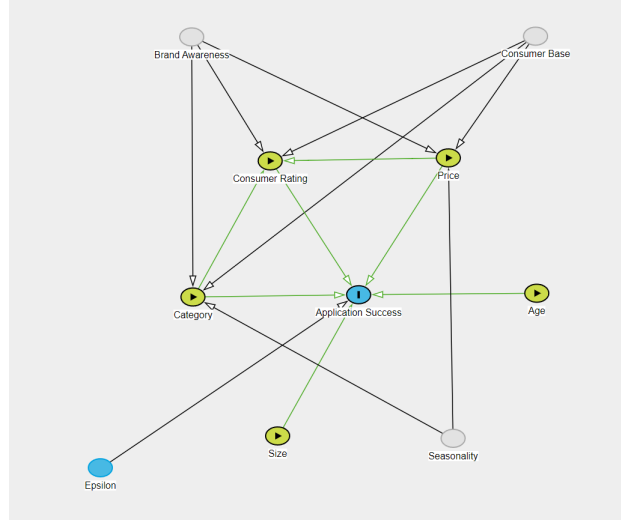 Brand Awareness
Consumer Base
Consumer Rating
Price
Category
Application Success
Age
Size
Seasonality
Epsilon